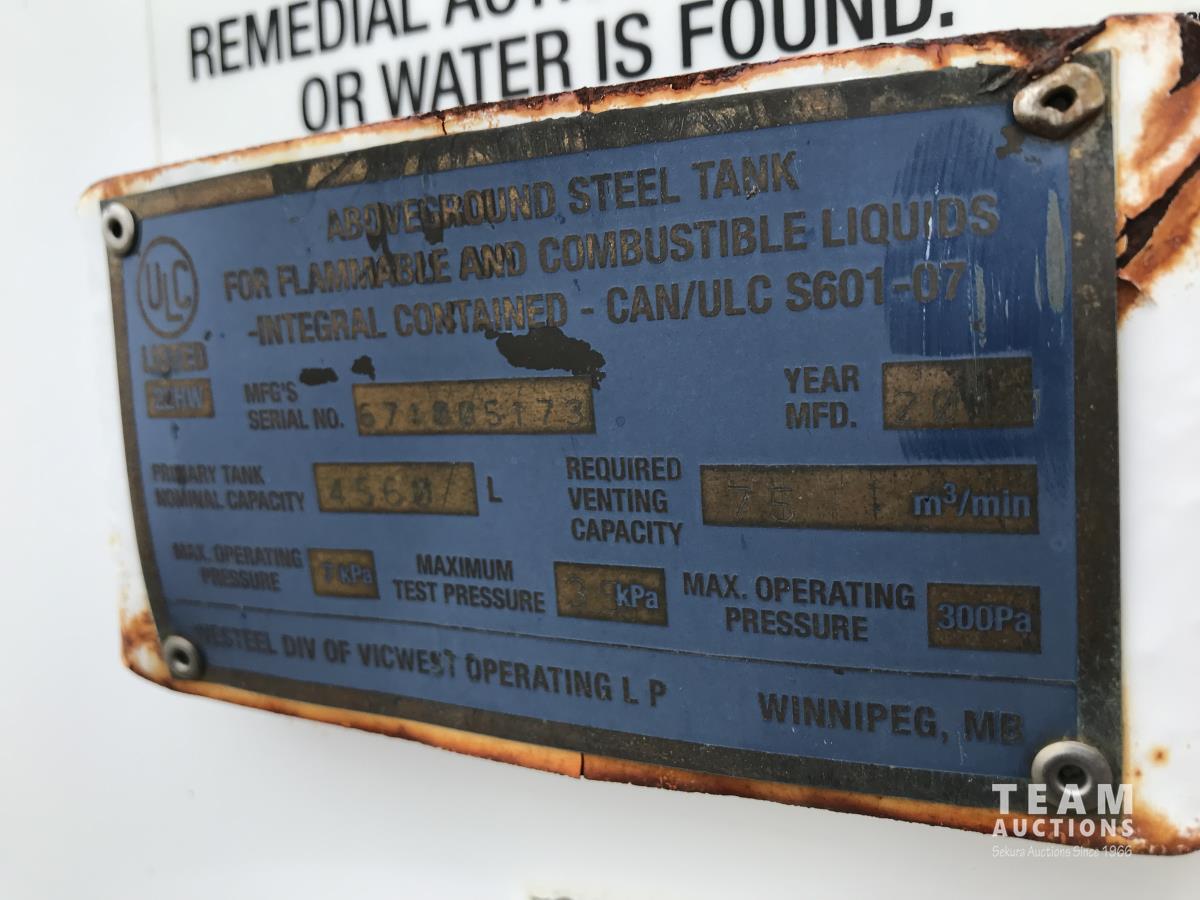 REMEDIAL
OR WATER IS FOUND.
ABOVEGROUND STEEL TANK
FOR FLAMMABLE AND COMBUSTIBLE LIQUIDS
-INTEGRAL CONTAINED - CAN/ULC S601-07
ULC
LISTED
22HW
MFG'S
SERIAL NO.
YEAR
MFD.
PRIMARY TANK
NOMINAL CAPACITY
L
REQUIRED
VENTING
CAPACITY
m³/min
MAX. OPERATING
PRESSURE
7 kPa
MAXIMUM
TEST PRESSURE
kPa
MAX. OPERATING
PRESSURE
300Pa
WESTEEL DIV OF VICWEST OPERATING L P
WINNIPEG, MB
TEAM
AUCTIONS
Sekura Auctions Since 1966